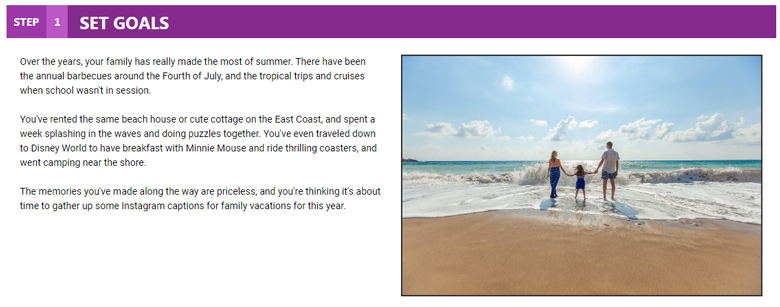 STEP 1 SET GOALS
Over the years, your family has really made the most of summer. There have been
the annual barbecues around the Fourth of July, and the tropical trips and cruises
when school wasn't in session.
You've rented the same beach house or cute cottage on the East Coast, and spent a
week splashing in the waves and doing puzzles together. You've even traveled down
to Disney World to have breakfast with Minnie Mouse and ride thrilling coasters, and
went camping near the shore.
The memories you've made along the way are priceless, and you're thinking it's about
time to gather up some Instagram captions for family vacations for this year.